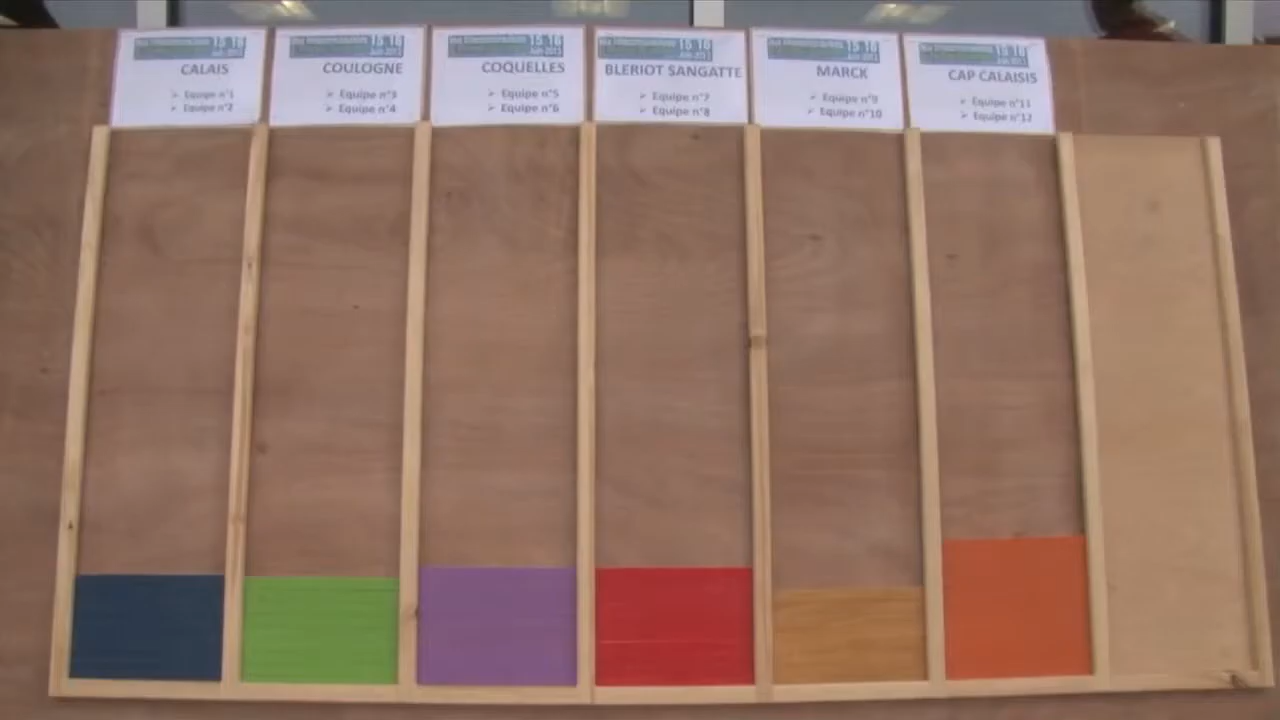 15.16
CALAIS
➢ Equipe n°1
➢ Equipe n°2
15.16
COULOGNE
➢ Equipe n°3
➢ Equipe n°4
15.16
COQUELLES
➢ Equipe n°5
➢ Equipe n°6
15.16
BLERIOT SANGATTE
➢ Equipe n°7
➢ Equipe n°8
15.16
MARCK
➢ Equipe n°9
➢ Equipe n°10
15.16
CAP CALAISIS
➢ Equipe n°11
➢ Equipe n°12